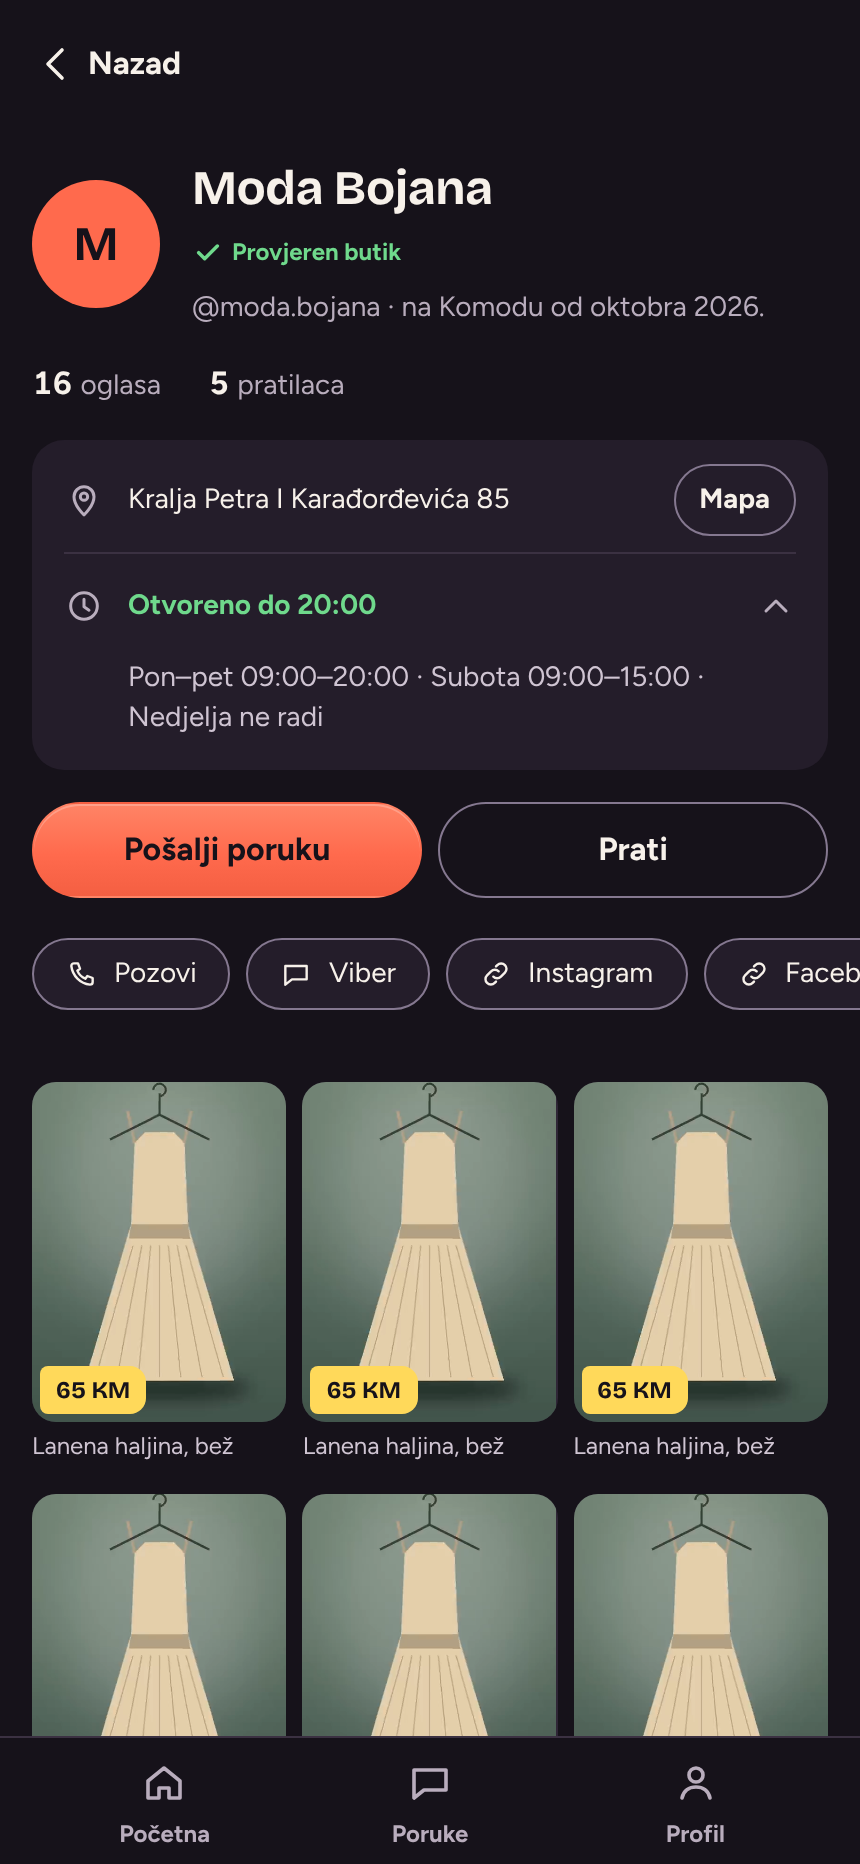 Nazad
M
Moda Bojana
Provjeren butik
@moda.bojana · na Komodu od oktobra 2026.
16 oglasa 5 pratilaca
Kralja Petra I Karađorđevića 85
Mapa
Otvoreno do 20:00
Pon–pet 09:00–20:00 · Subota 09:00–15:00 ·
Nedjelja ne radi
Pošalji poruku
Prati
Pozovi
Viber
Instagram
Faceb
65 KM
65 KM
65 KM
Lanena haljina, bež
Lanena haljina, bež
Lanena haljina, bež
Početna
Poruke
Profil